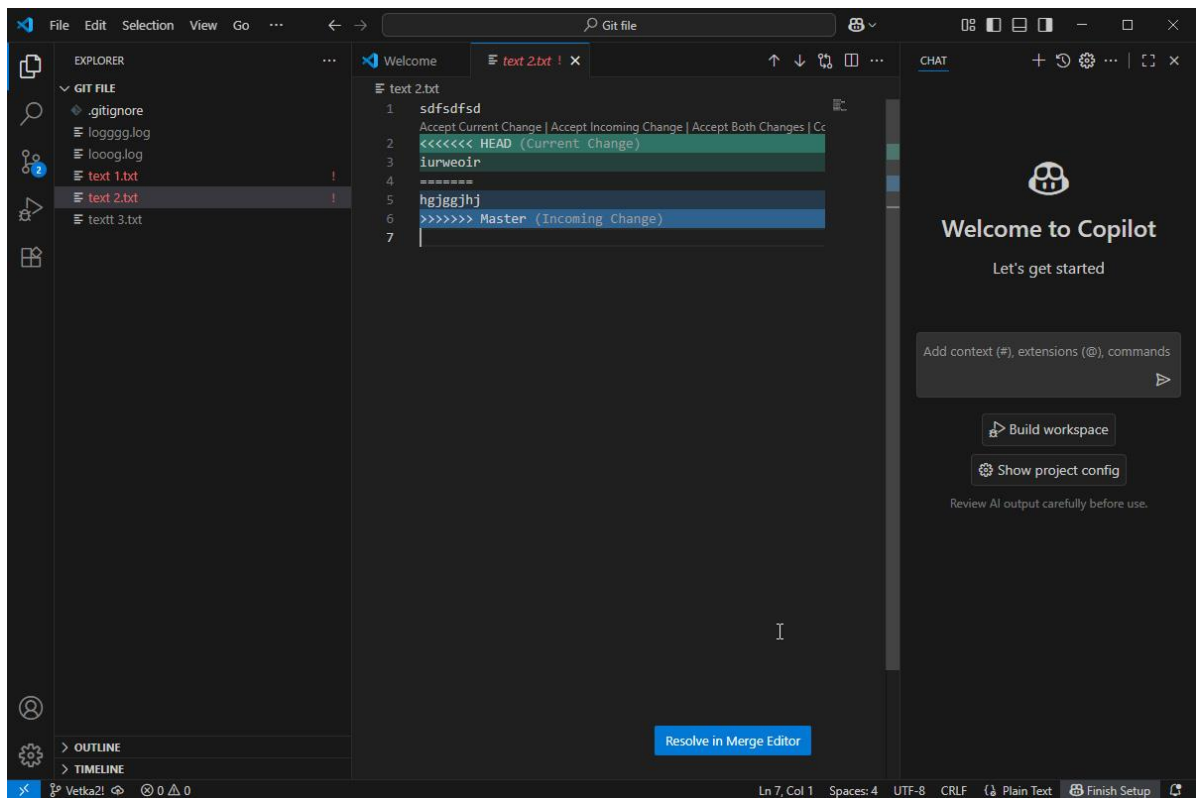 File Edit Selection View Go ··· Git file
EXPLORER ···
GIT FILE
.gitignore
logggg.log
looog.log
text 1.txt !
text 2.txt !
textt 3.txt
2
OUTLINE
TIMELINE
Welcome text 2.txt ! ···
text 2.txt
1 sdfsdfsd
Accept Current Change | Accept Incoming Change | Accept Both Changes | Cc
2 <<<<<<< HEAD (Current Change)
3 iurweoir
4 =======
5 hgjggjhj
6 >>>>>>> Master (Incoming Change)
7
Resolve in Merge Editor
CHAT ···
Welcome to Copilot
Let's get started
Add context (#), extensions (@), commands
Build workspace
Show project config
Review AI output carefully before use.
Vetka2! 0 0 Ln 7, Col 1 Spaces: 4 UTF-8 CRLF Plain Text Finish Setup